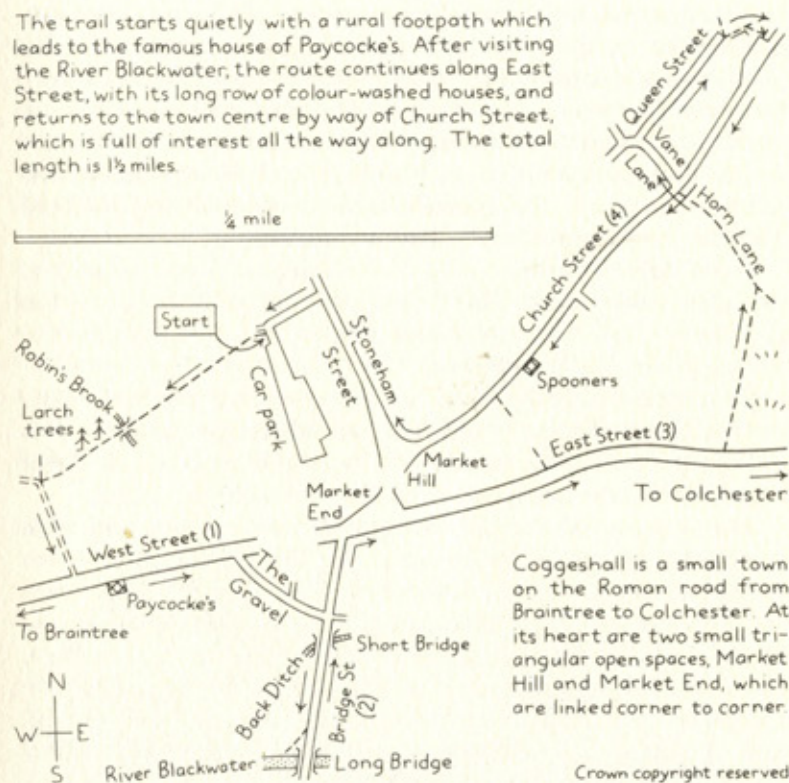 The trail starts quietly with a rural footpath which
leads to the famous house of Paycocke's. After visiting
the River Blackwater, the route continues along East
Street, with its long row of colour-washed houses, and
returns to the town centre by way of Church Street,
which is full of interest all the way along. The total
length is 1½ miles.
¼ mile
Queen Street
Vane
Lane
Horn Lane
Church Street (4)
Start
Stoneham
Street
Car park
Robin's Brook
Larch
trees
Spooners
East Street (3)
Market
Hill
Market
End
To Colchester
West Street (1)
The
Gravel
Paycocke's
To Braintree
Short Bridge
Back Ditch
Bridge St
(2)
River Blackwater
Long Bridge
N
W
E
S
Coggeshall is a small town
on the Roman road from
Braintree to Colchester. At
its heart are two small tri-
angular open spaces, Market
Hill and Market End, which
are linked corner to corner.
Crown copyright reserved